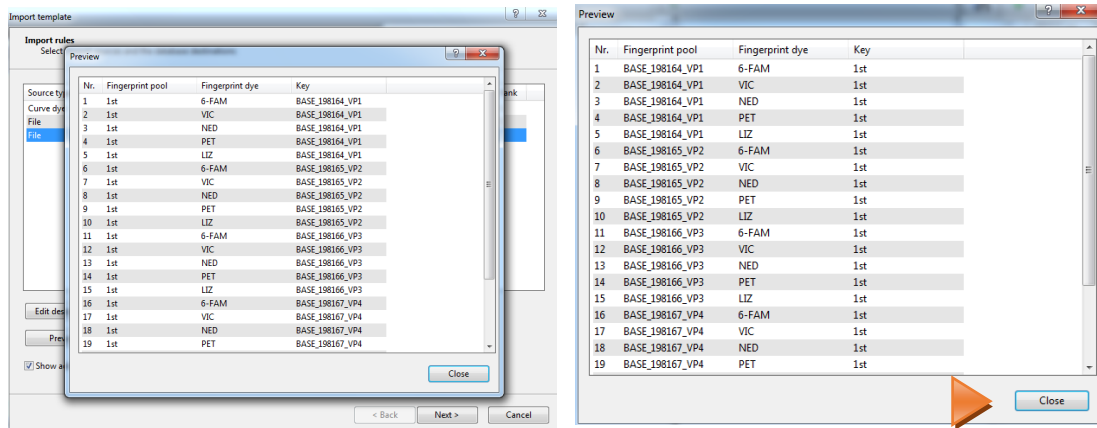 Import template
Import rules
Select
Source typ
Curve dye
File
File
Edit des
Prev
Show a
< Back Next > Cancel
Preview
Nr. Fingerprint pool Fingerprint dye Key
1 1st 6-FAM BASE_198164_VP1
2 1st VIC BASE_198164_VP1
3 1st NED BASE_198164_VP1
4 1st PET BASE_198164_VP1
5 1st LIZ BASE_198164_VP1
6 1st 6-FAM BASE_198165_VP2
7 1st VIC BASE_198165_VP2
8 1st NED BASE_198165_VP2
9 1st PET BASE_198165_VP2
10 1st LIZ BASE_198165_VP2
11 1st 6-FAM BASE_198166_VP3
12 1st VIC BASE_198166_VP3
13 1st NED BASE_198166_VP3
14 1st PET BASE_198166_VP3
15 1st LIZ BASE_198166_VP3
16 1st 6-FAM BASE_198167_VP4
17 1st VIC BASE_198167_VP4
18 1st NED BASE_198167_VP4
19 1st PET BASE_198167_VP4
Close
Preview
Nr. Fingerprint pool Fingerprint dye Key
1 BASE_198164_VP1 6-FAM 1st
2 BASE_198164_VP1 VIC 1st
3 BASE_198164_VP1 NED 1st
4 BASE_198164_VP1 PET 1st
5 BASE_198164_VP1 LIZ 1st
6 BASE_198165_VP2 6-FAM 1st
7 BASE_198165_VP2 VIC 1st
8 BASE_198165_VP2 NED 1st
9 BASE_198165_VP2 PET 1st
10 BASE_198165_VP2 LIZ 1st
11 BASE_198166_VP3 6-FAM 1st
12 BASE_198166_VP3 VIC 1st
13 BASE_198166_VP3 NED 1st
14 BASE_198166_VP3 PET 1st
15 BASE_198166_VP3 LIZ 1st
16 BASE_198167_VP4 6-FAM 1st
17 BASE_198167_VP4 VIC 1st
18 BASE_198167_VP4 NED 1st
19 BASE_198167_VP4 PET 1st
Close